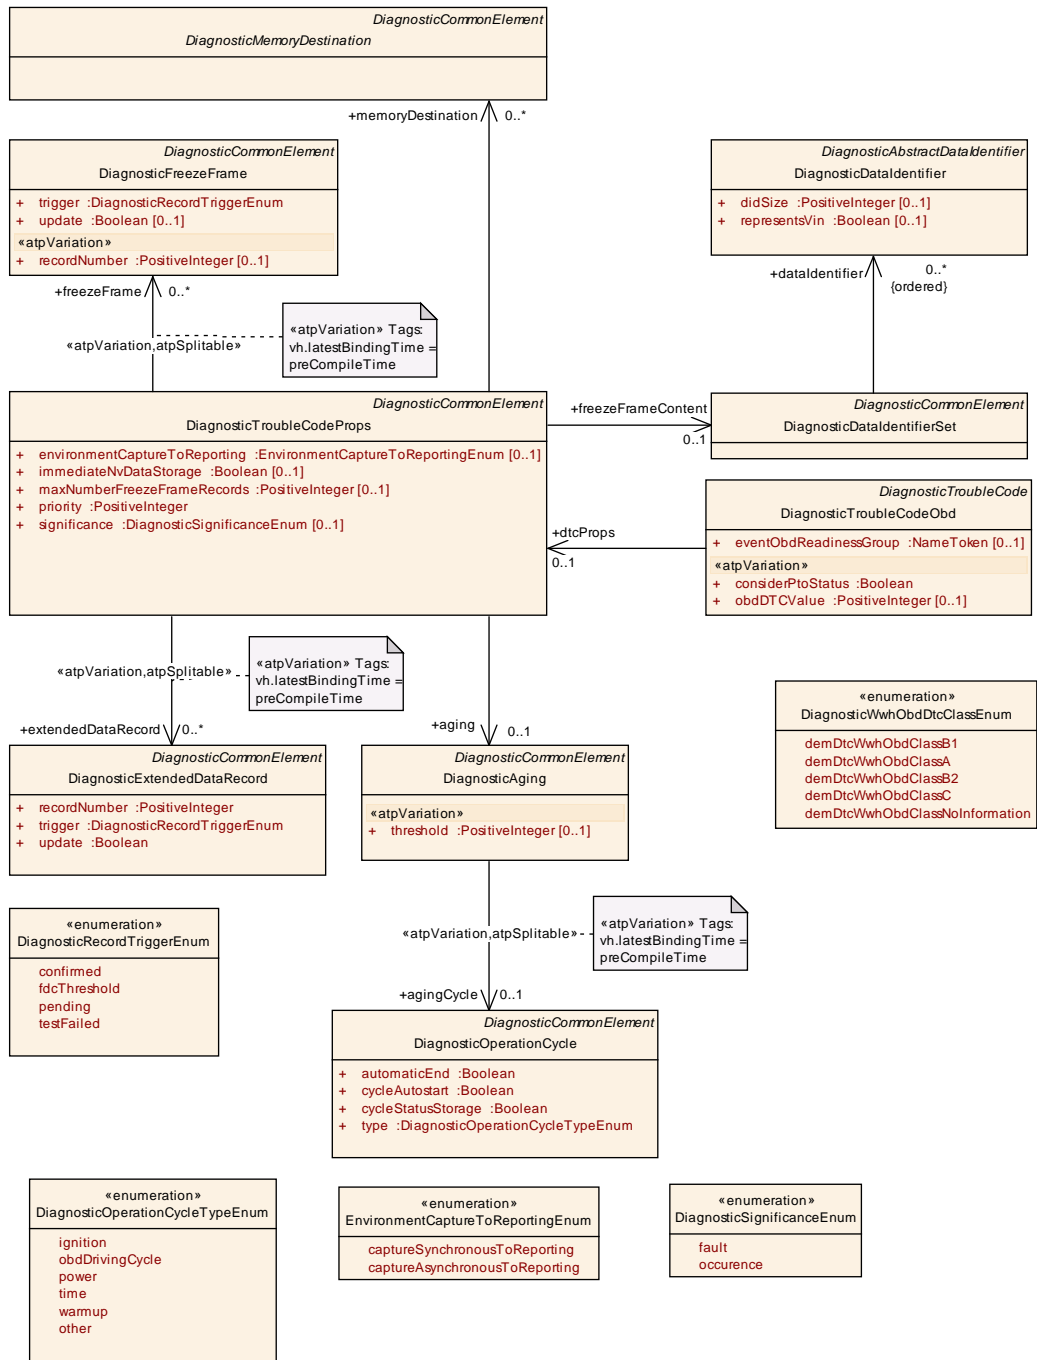 DiagnosticCommonElement
DiagnosticMemoryDestination
+memoryDestination 0..*
DiagnosticCommonElement
DiagnosticFreezeFrame
+ trigger :DiagnosticRecordTriggerEnum
+ update :Boolean [0..1]
«atpVariation»
+ recordNumber :PositiveInteger [0..1]
DiagnosticAbstractDataIdentifier
DiagnosticDataIdentifier
+ didSize :PositiveInteger [0..1]
+ representsVin :Boolean [0..1]
+dataIdentifier 0..*
{ordered}
+freezeFrame 0..*
«atpVariation,atpSplitable»
«atpVariation» Tags:
vh.latestBindingTime =
preCompileTime
DiagnosticCommonElement
DiagnosticTroubleCodeProps
+ environmentCaptureToReporting :EnvironmentCaptureToReportingEnum [0..1]
+ immediateNvDataStorage :Boolean [0..1]
+ maxNumberFreezeFrameRecords :PositiveInteger [0..1]
+ priority :PositiveInteger
+ significance :DiagnosticSignificanceEnum [0..1]
+freezeFrameContent
0..1
DiagnosticCommonElement
DiagnosticDataIdentifierSet
DiagnosticTroubleCode
DiagnosticTroubleCodeObd
+ eventObdReadinessGroup :NameToken [0..1]
«atpVariation»
+ considerPtoStatus :Boolean
+ obdDTCValue :PositiveInteger [0..1]
+dtcProps
0..1
«atpVariation,atpSplitable»
«atpVariation» Tags:
vh.latestBindingTime =
preCompileTime
+extendedDataRecord 0..*
+aging 0..1
«enumeration»
DiagnosticWwhObdDtcClassEnum
demDtcWwhObdClassB1
demDtcWwhObdClassA
demDtcWwhObdClassB2
demDtcWwhObdClassC
demDtcWwhObdClassNoInformation
DiagnosticCommonElement
DiagnosticExtendedDataRecord
+ recordNumber :PositiveInteger
+ trigger :DiagnosticRecordTriggerEnum
+ update :Boolean
DiagnosticCommonElement
DiagnosticAging
«atpVariation»
+ threshold :PositiveInteger [0..1]
«atpVariation,atpSplitable»
«atpVariation» Tags:
vh.latestBindingTime =
preCompileTime
+agingCycle 0..1
«enumeration»
DiagnosticRecordTriggerEnum
confirmed
fdcThreshold
pending
testFailed
DiagnosticCommonElement
DiagnosticOperationCycle
+ automaticEnd :Boolean
+ cycleAutostart :Boolean
+ cycleStatusStorage :Boolean
+ type :DiagnosticOperationCycleTypeEnum
«enumeration»
DiagnosticOperationCycleTypeEnum
ignition
obdDrivingCycle
power
time
warmup
other
«enumeration»
EnvironmentCaptureToReportingEnum
captureSynchronousToReporting
captureAsynchronousToReporting
«enumeration»
DiagnosticSignificanceEnum
fault
occurence